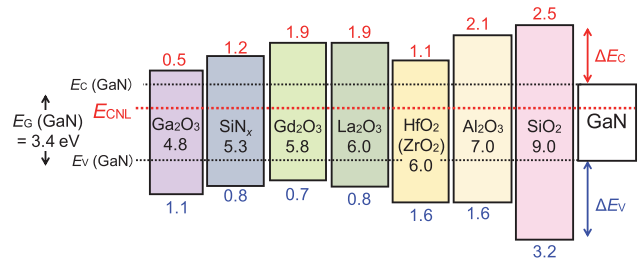 2.5
2.1
1.9
1.9
1.2
1.1
0.5
ΔEC
EC (GaN)
ECNL
EG (GaN)
= 3.4 eV
Ga2O3
4.8
SiNx
5.3
Gd2O3
5.8
La2O3
6.0
HfO2
(ZrO2)
6.0
Al2O3
7.0
SiO2
9.0
GaN
EV (GaN)
1.1
0.8
0.7
0.8
1.6
1.6
3.2
ΔEV